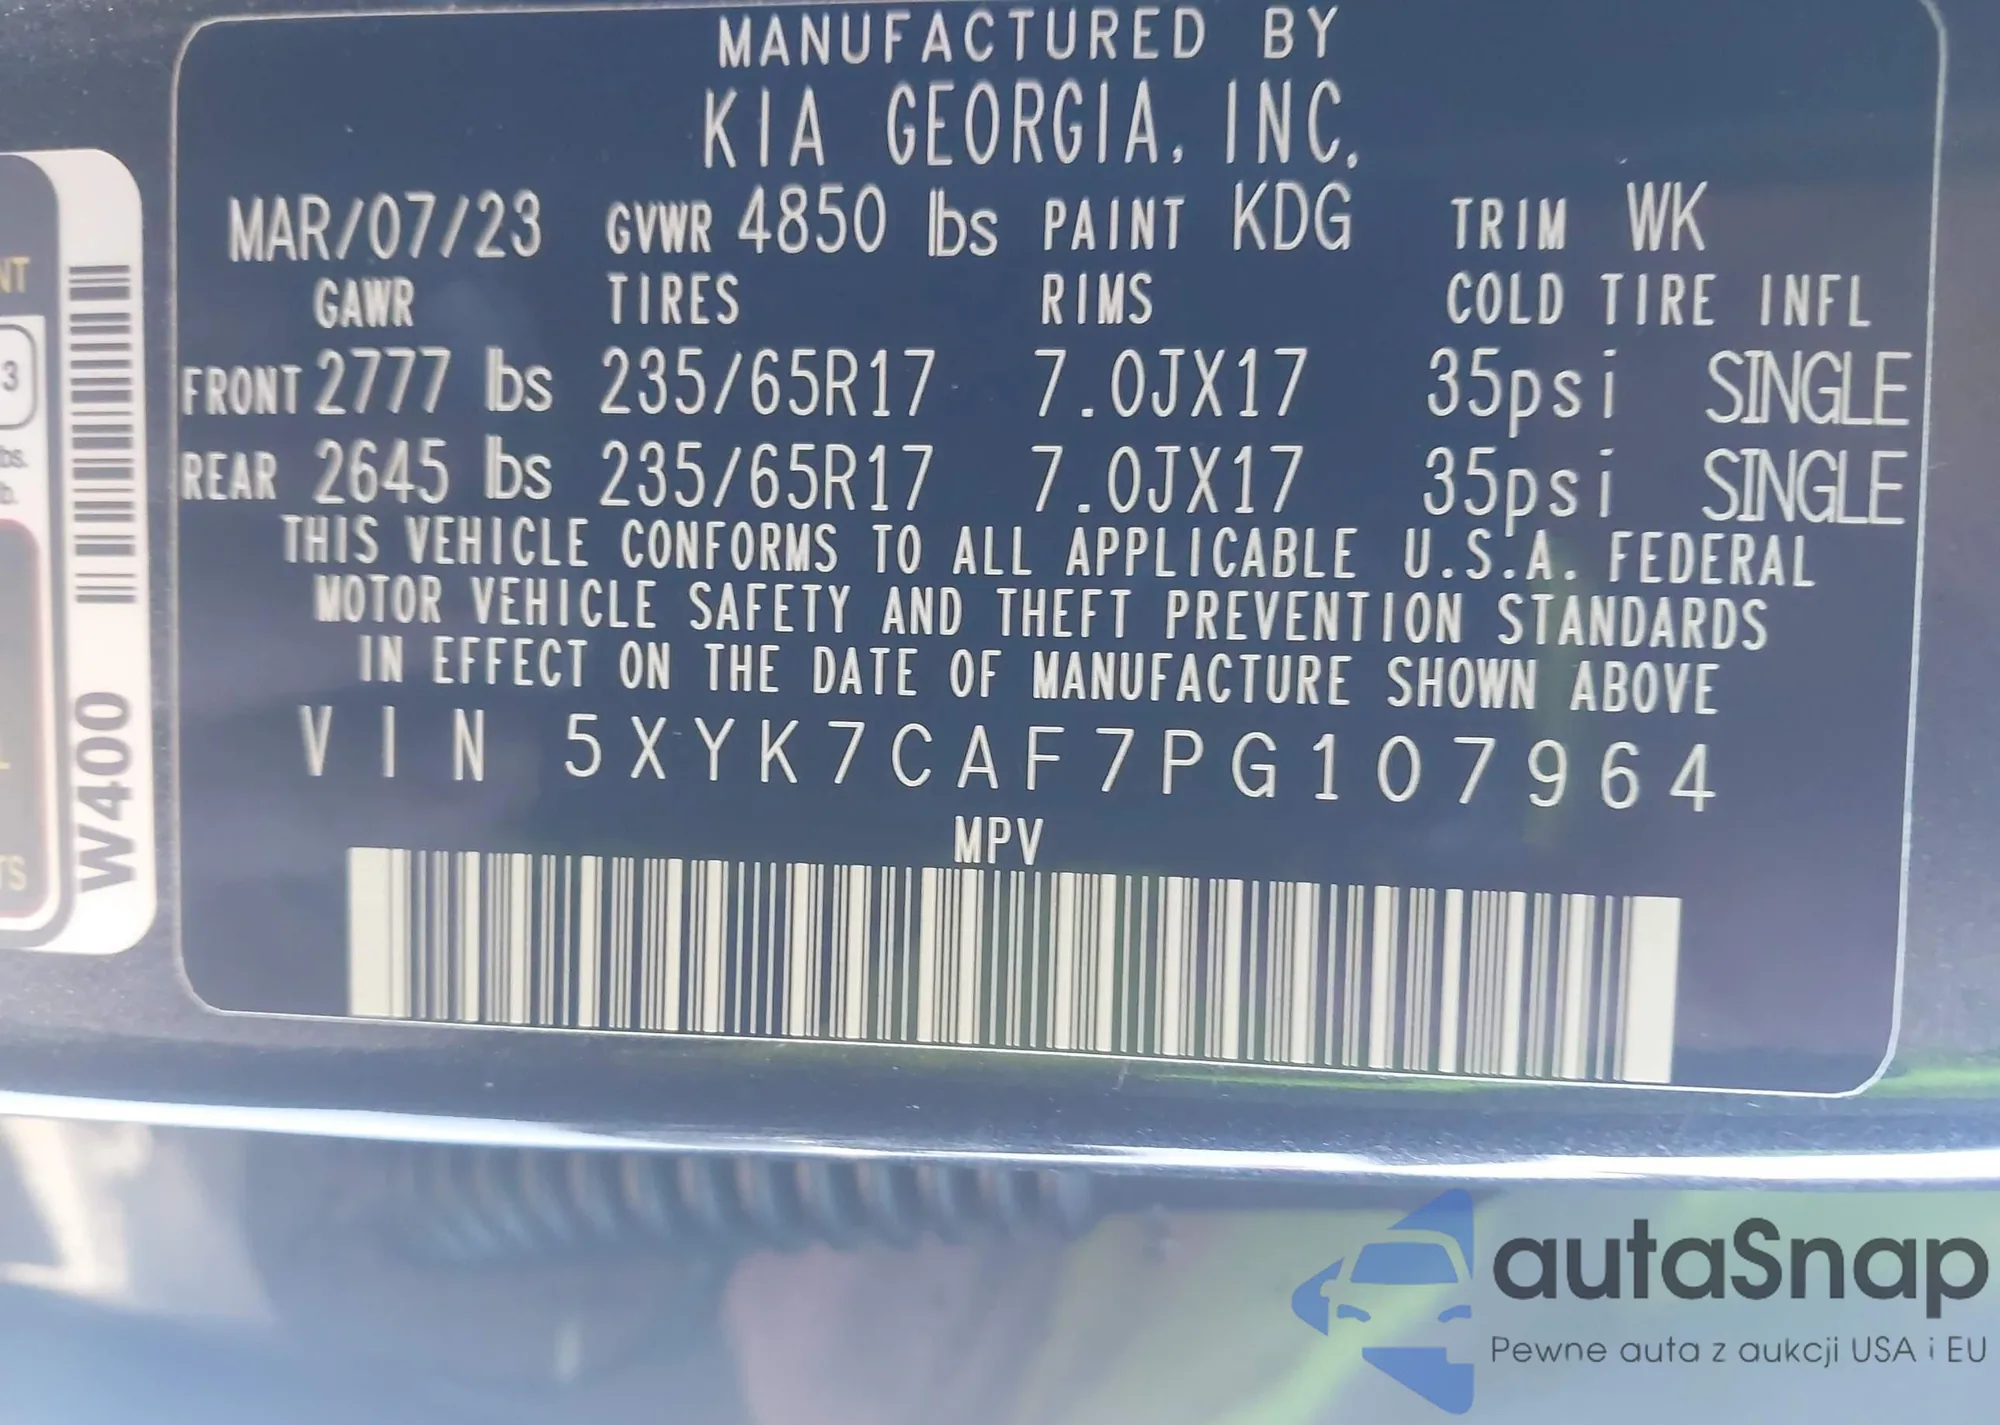 MANUFACTURED BY
KIA GEORGIA, INC.
MAR/07/23 GVWR 4850 lbs PAINT KDG TRIM WK
GAWR TIRES RIMS COLD TIRE INFL
FRONT 2777 lbs 235/65R17 7.0JX17 35psi SINGLE
REAR 2645 lbs 235/65R17 7.0JX17 35psi SINGLE
THIS VEHICLE CONFORMS TO ALL APPLICABLE U.S.A. FEDERAL
MOTOR VEHICLE SAFETY AND THEFT PREVENTION STANDARDS
IN EFFECT ON THE DATE OF MANUFACTURE SHOWN ABOVE
VIN 5XYK7CAF7PG107964
MPV
W400
autaSnap
Pewne auta z aukcji USA i EU